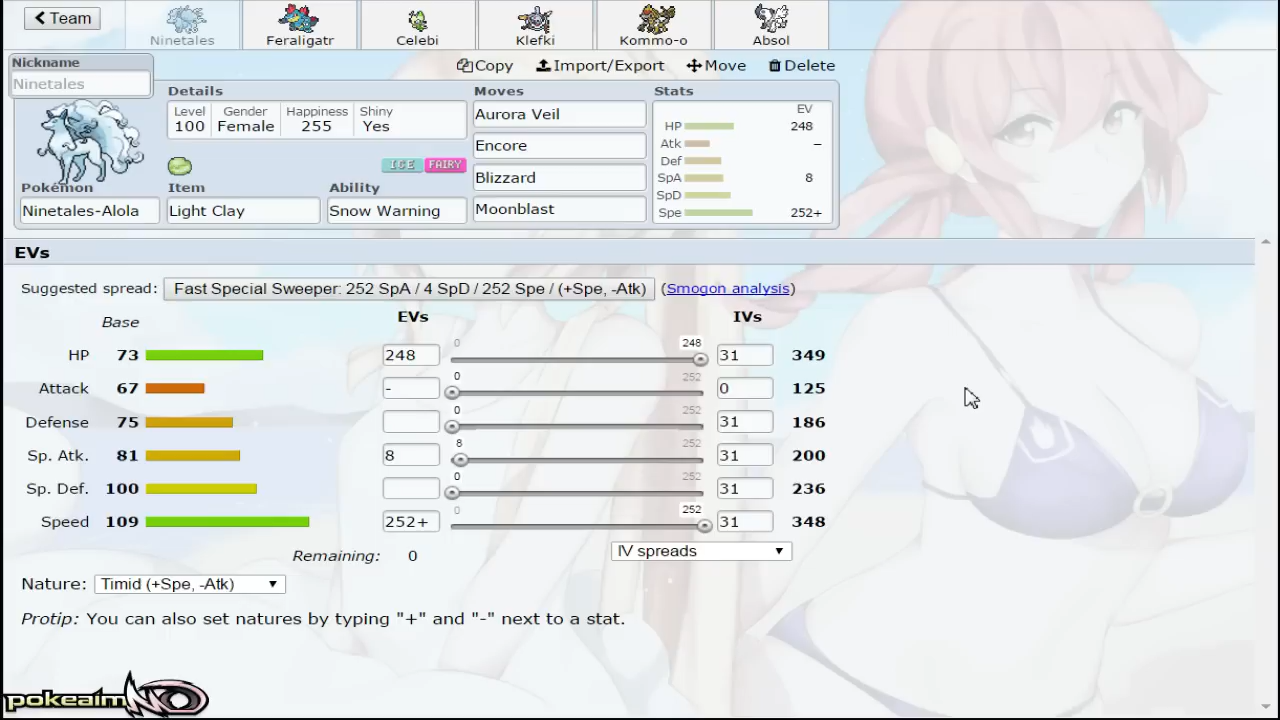 Team
Ninetales
Feraligatr
Celebi
Klefki
Kommo-o
Absol
Nickname
Ninetales
Copy
Import/Export
Move
Delete
Details
Level
100
Gender
Female
Happiness
255
Shiny
Yes
ICE FAIRY
Pokémon
Ninetales-Alola
Item
Light Clay
Ability
Snow Warning
Moves
Aurora Veil
Encore
Blizzard
Moonblast
Stats
EV
HP 248
Atk –
Def
SpA 8
SpD
Spe 252+
EVs
Suggested spread: Fast Special Sweeper: 252 SpA / 4 SpD / 252 Spe / (+Spe, -Atk) (Smogon analysis)
Base EVs IVs
HP 73 248 0 248 31 349
Attack 67 - 0 252 0 125
Defense 75 0 252 31 186
Sp. Atk. 81 8 8 252 31 200
Sp. Def. 100 0 252 31 236
Speed 109 252+ 0 252 31 348
Remaining: 0
IV spreads
Nature: Timid (+Spe, -Atk)
Protip: You can also set natures by typing "+" and "-" next to a stat.
pokeaimMD